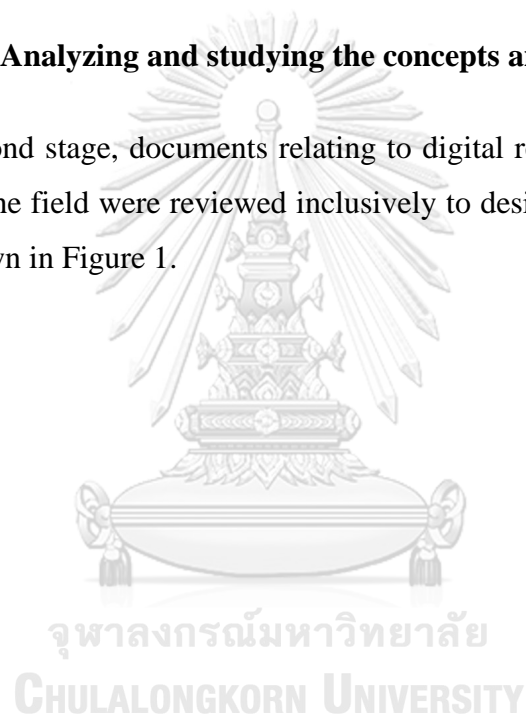 Analyzing and studying the concepts a
ond stage, documents relating to digital r
ne field were reviewed inclusively to desi
vn in Figure 1.
จุฬาลงกรณ์มหาวิทยาลัย
CHULALONGKORN UNIVERSITY